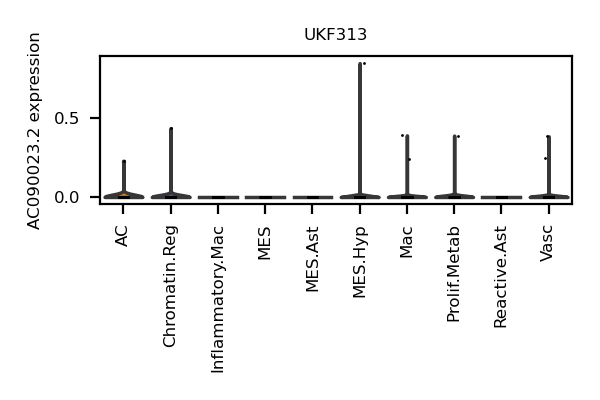 UKF313
AC090023.2 expression
0.5
0.0
AC
Chromatin.Reg
Inflammatory.Mac
MES
MES.Ast
MES.Hyp
Mac
Prolif.Metab
Reactive.Ast
Vasc